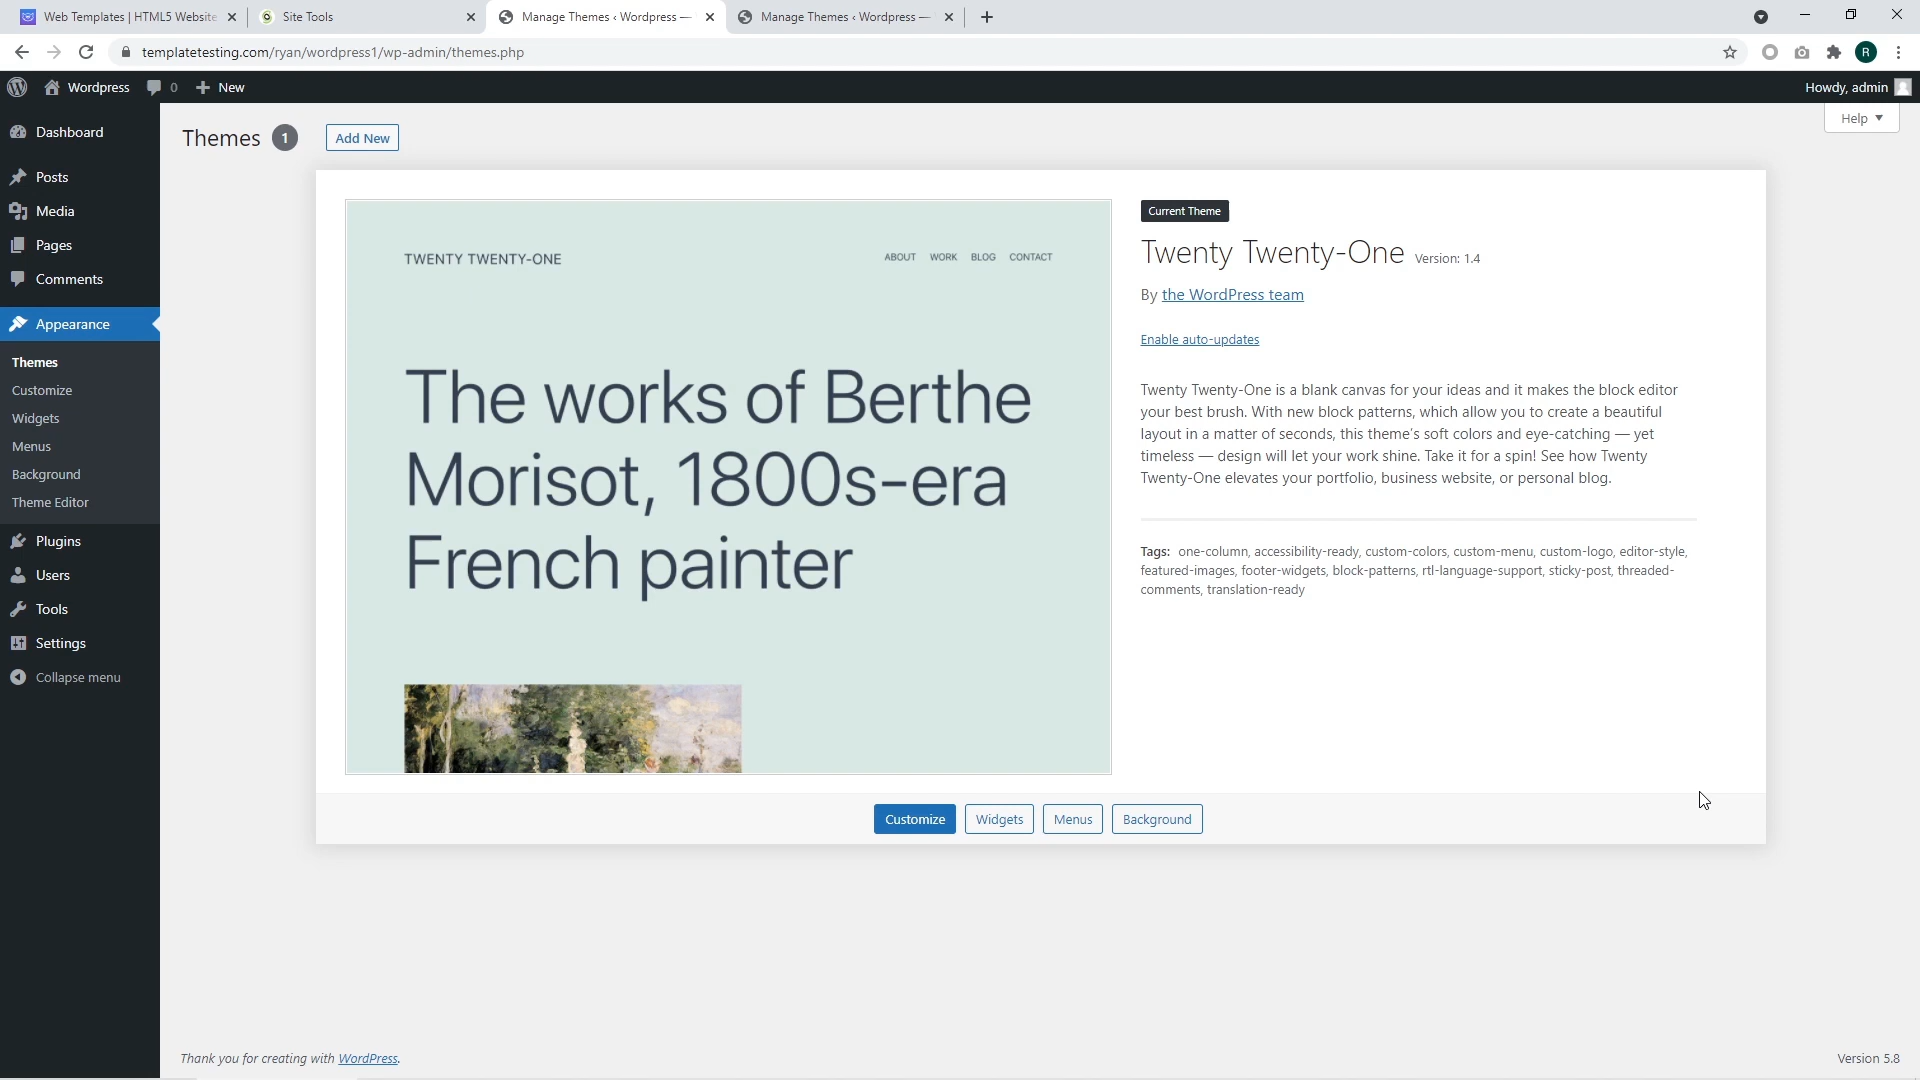 Web Templates | HTML5 Website
Site Tools
Manage Themes ‹ Wordpress —
Manage Themes ‹ Wordpress —
templatetesting.com/ryan/wordpress1/wp-admin/themes.php
R
Wordpress
0
New
Howdy, admin
Dashboard
Posts
Media
Pages
Comments
Appearance
Themes
Customize
Widgets
Menus
Background
Theme Editor
Plugins
Users
Tools
Settings
Collapse menu
Themes 1
Add New
Help
TWENTY TWENTY-ONE
ABOUT WORK BLOG CONTACT
The works of Berthe
Morisot, 1800s-era
French painter
Current Theme
Twenty Twenty-One Version: 1.4
By the WordPress team
Enable auto-updates
Twenty Twenty-One is a blank canvas for your ideas and it makes the block editor
your best brush. With new block patterns, which allow you to create a beautiful
layout in a matter of seconds, this theme's soft colors and eye-catching — yet
timeless — design will let your work shine. Take it for a spin! See how Twenty
Twenty-One elevates your portfolio, business website, or personal blog.
Tags: one-column, accessibility-ready, custom-colors, custom-menu, custom-logo, editor-style,
featured-images, footer-widgets, block-patterns, rtl-language-support, sticky-post, threaded-
comments, translation-ready
Customize
Widgets
Menus
Background
Thank you for creating with WordPress.
Version 5.8